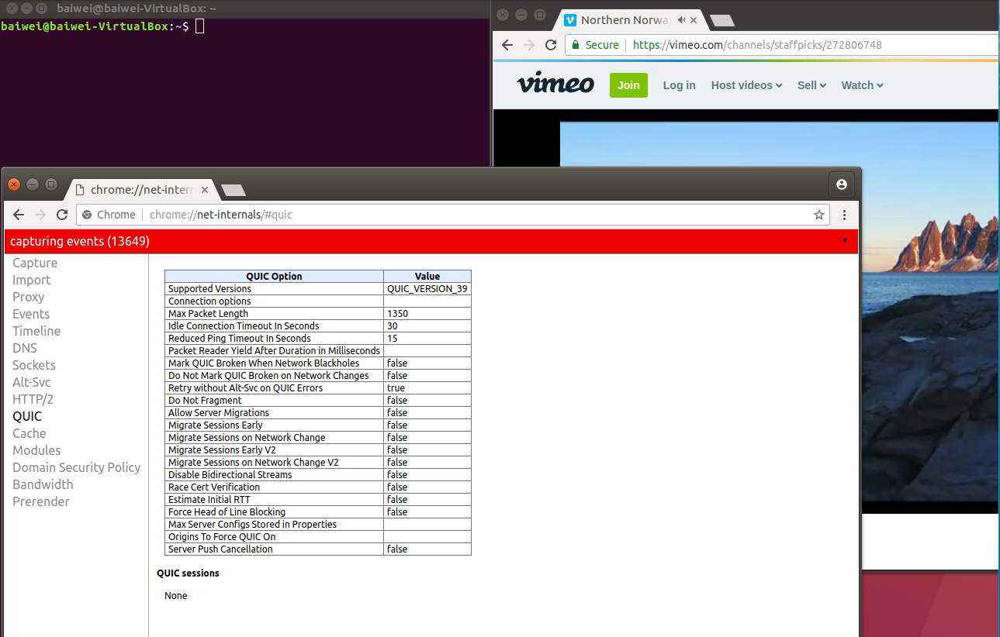 baiwei@baiwei-VirtualBox: ~
baiwei@baiwei-VirtualBox:~$
Northern Norwa
Secure https://vimeo.com/channels/staffpicks/272806748
vimeo Join Log in Host videos Sell Watch
chrome://net-intern
Chrome chrome://net-internals/#quic
capturing events (13649)
Capture
Import
Proxy
Events
Timeline
DNS
Sockets
Alt-Svc
HTTP/2
QUIC
Cache
Modules
Domain Security Policy
Bandwidth
Prerender
QUIC Option Value
Supported Versions QUIC_VERSION_39
Connection options
Max Packet Length 1350
Idle Connection Timeout In Seconds 30
Reduced Ping Timeout In Seconds 15
Packet Reader Yield After Duration in Milliseconds
Mark QUIC Broken When Network Blackholes false
Do Not Mark QUIC Broken on Network Changes false
Retry without Alt-Svc on QUIC Errors true
Do Not Fragment false
Allow Server Migrations false
Migrate Sessions Early false
Migrate Sessions on Network Change false
Migrate Sessions Early V2 false
Migrate Sessions on Network Change V2 false
Disable Bidirectional Streams false
Race Cert Verification false
Estimate Initial RTT false
Force Head of Line Blocking false
Max Server Configs Stored in Properties
Origins To Force QUIC On
Server Push Cancellation false
QUIC sessions
None